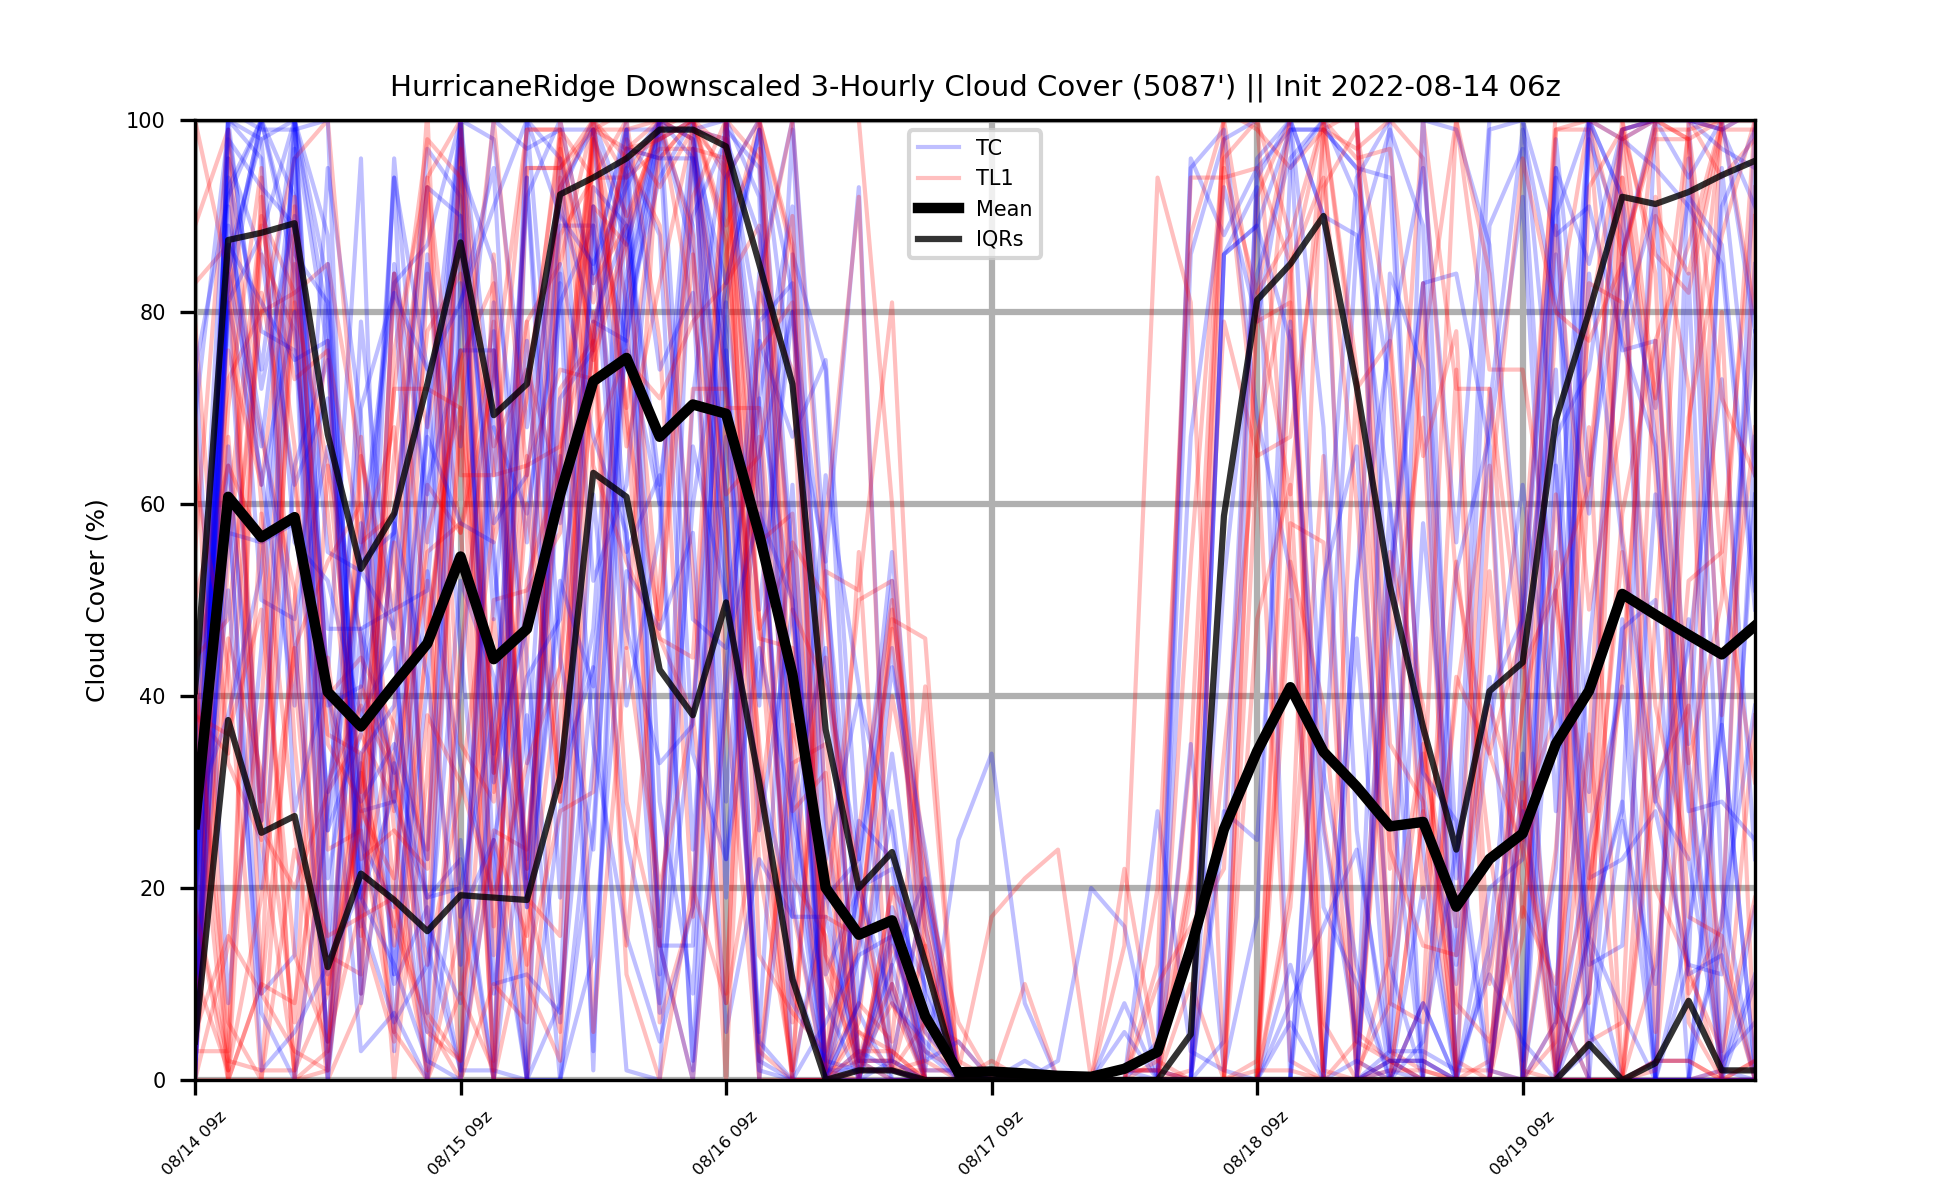 HurricaneRidge Downscaled 3-Hourly Cloud Cover (5087') || Init 2022-08-14 06z
TC
TL1
Mean
IQRs
Cloud Cover (%)
100
80
60
40
20
0
08/14 09z
08/15 09z
08/16 09z
08/17 09z
08/18 09z
08/19 09z